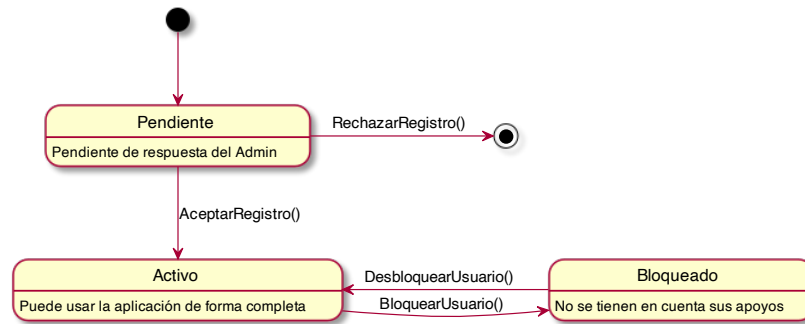 Pendiente
RechazarRegistro()
Pendiente de respuesta del Admin
AceptarRegistro()
Activo
DesbloquearUsuario()
Bloqueado
Puede usar la aplicación de forma completa
BloquearUsuario()
No se tienen en cuenta sus apoyos